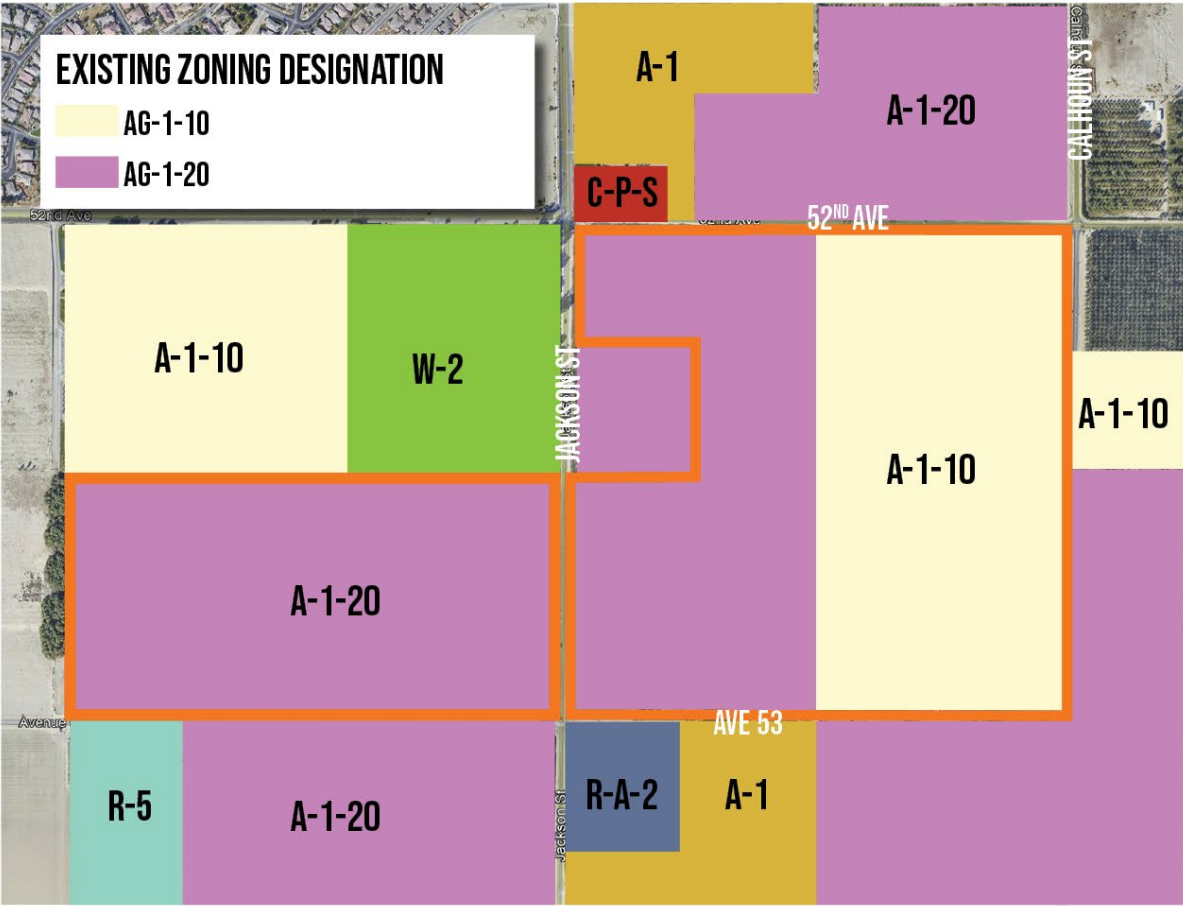 EXISTING ZONING DESIGNATION
AG-1-10
AG-1-20
A-1
A-1-20
CALHOUN ST
C-P-S
52nd Ave
52nd Ave
52ND AVE
A-1-10
W-2
JACKSON ST
A-1-10
A-1-10
A-1-20
Avenue
AVE 53
R-5
A-1-20
Jackson St
R-A-2
A-1